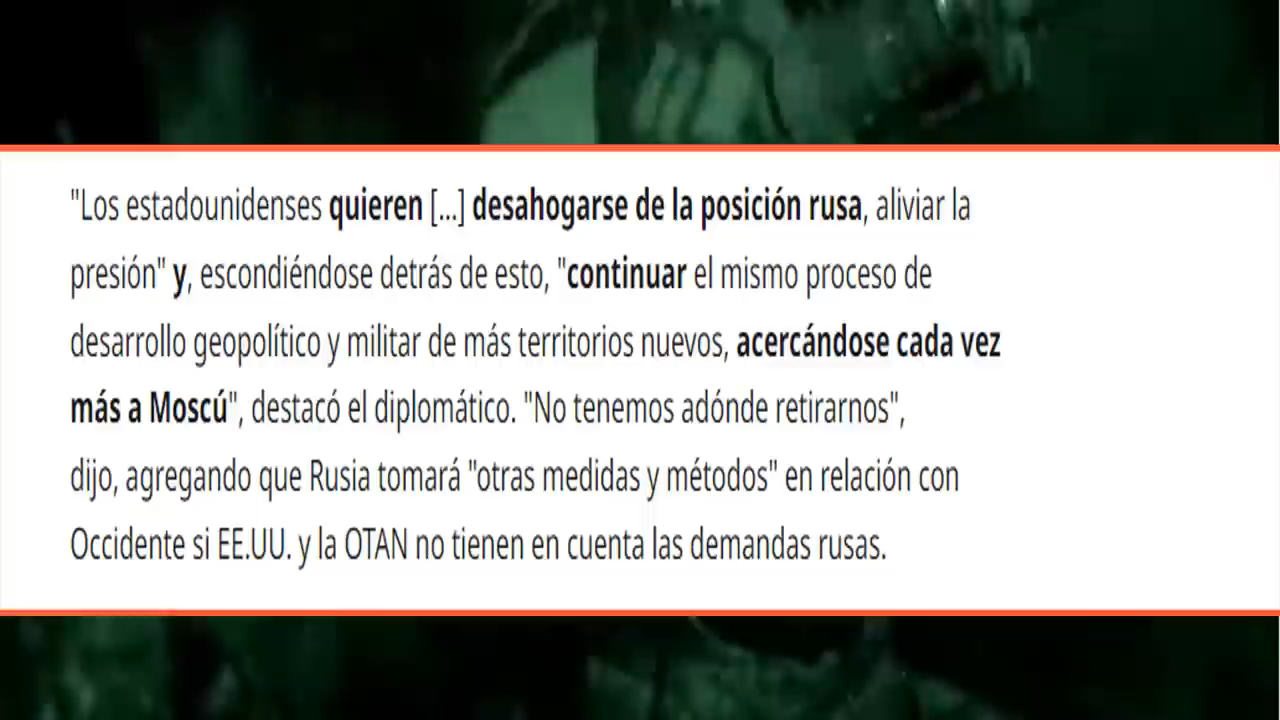 "Los estadounidenses quieren [...] desahogarse de la posición rusa, aliviar la
presión" y, escondiéndose detrás de esto, "continuar el mismo proceso de
desarrollo geopolítico y militar de más territorios nuevos, acercándose cada vez
más a Moscú", destacó el diplomático. "No tenemos adónde retirarnos",
dijo, agregando que Rusia tomará "otras medidas y métodos" en relación con
Occidente si EE.UU. y la OTAN no tienen en cuenta las demandas rusas.